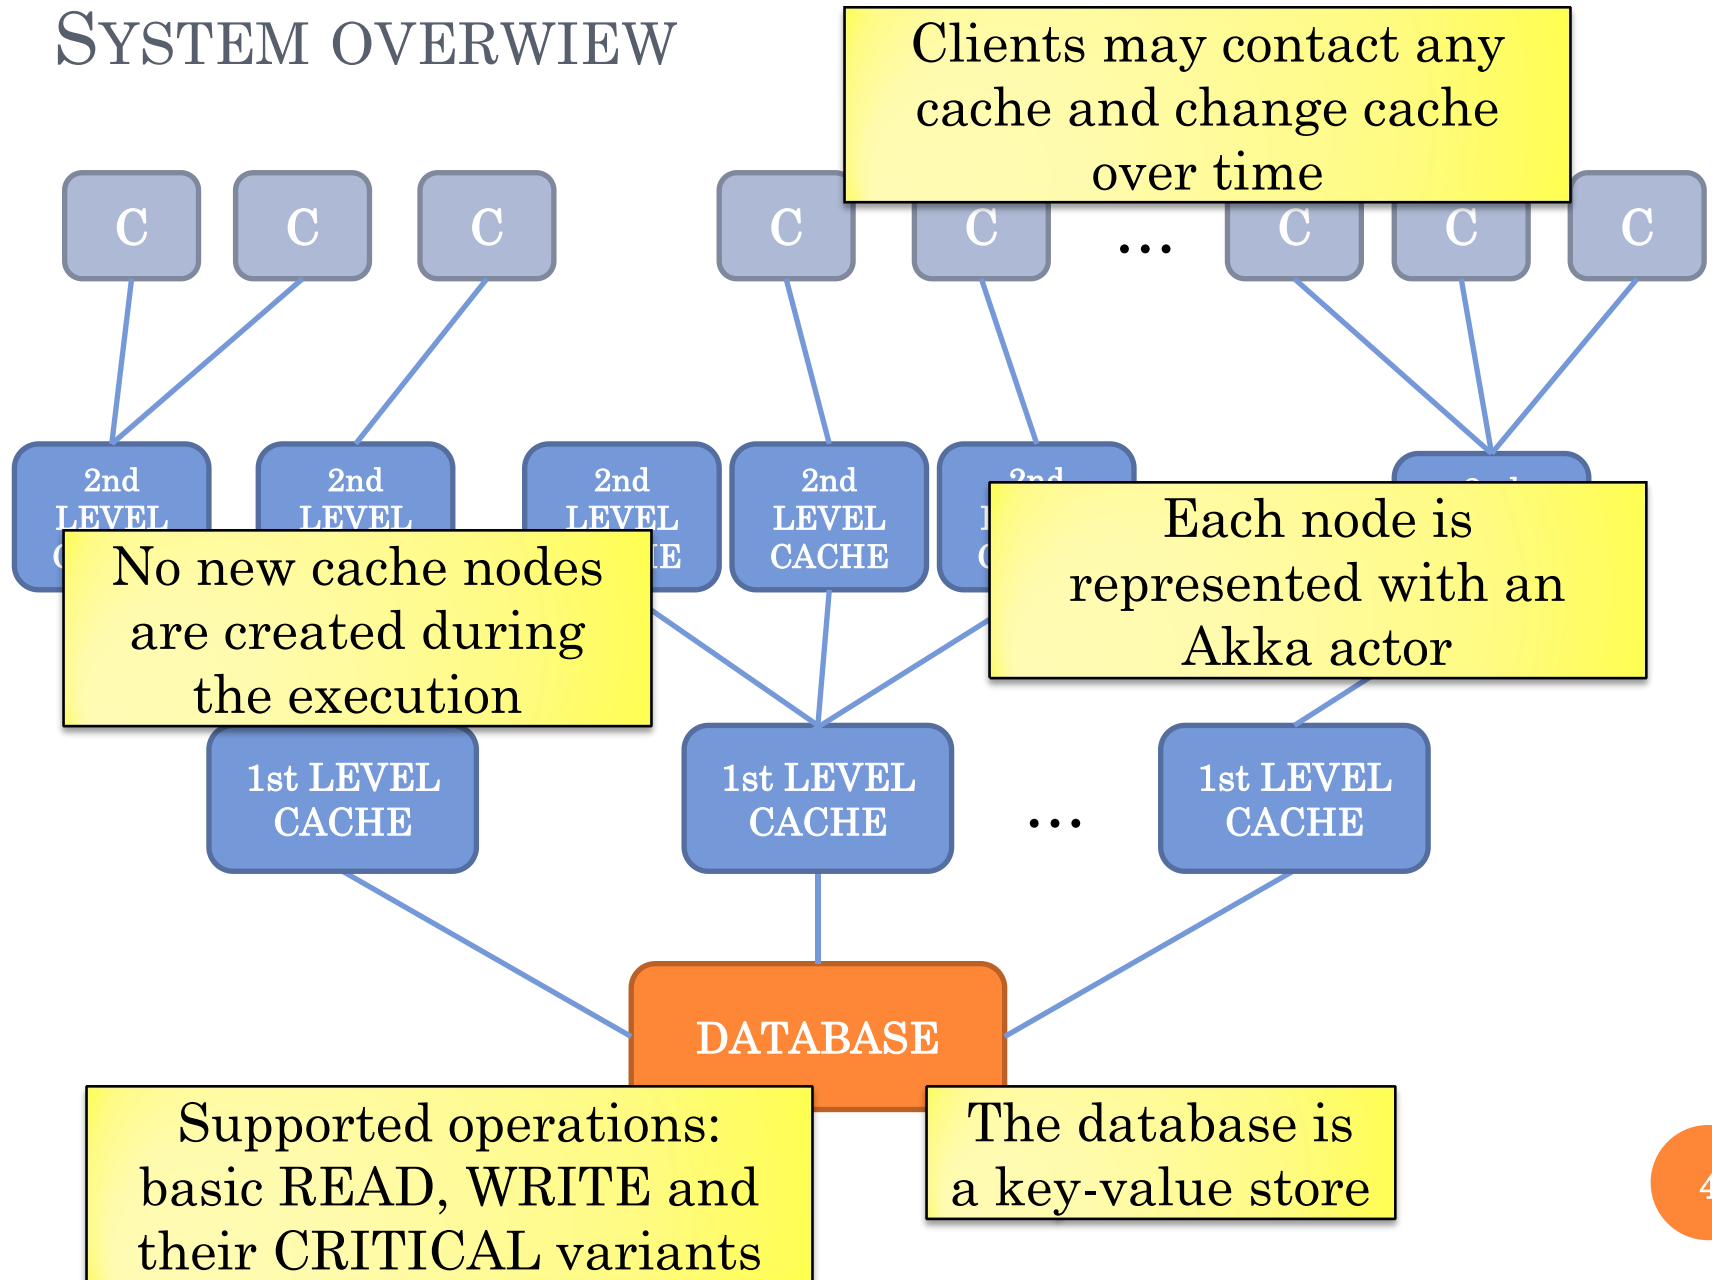 SYSTEM OVERWIEW
Clients may contact any
cache and change cache
over time
C
C
C
C
C
...
C
C
C
2nd
LEVEL
2nd
LEVEL
2nd
LEVEL
2nd
LEVEL
CACHE
2nd
No new cache nodes
are created during
the execution
Each node is
represented with an
Akka actor
1st LEVEL
CACHE
1st LEVEL
CACHE
...
1st LEVEL
CACHE
DATABASE
Supported operations:
basic READ, WRITE and
their CRITICAL variants
The database is
a key-value store
4